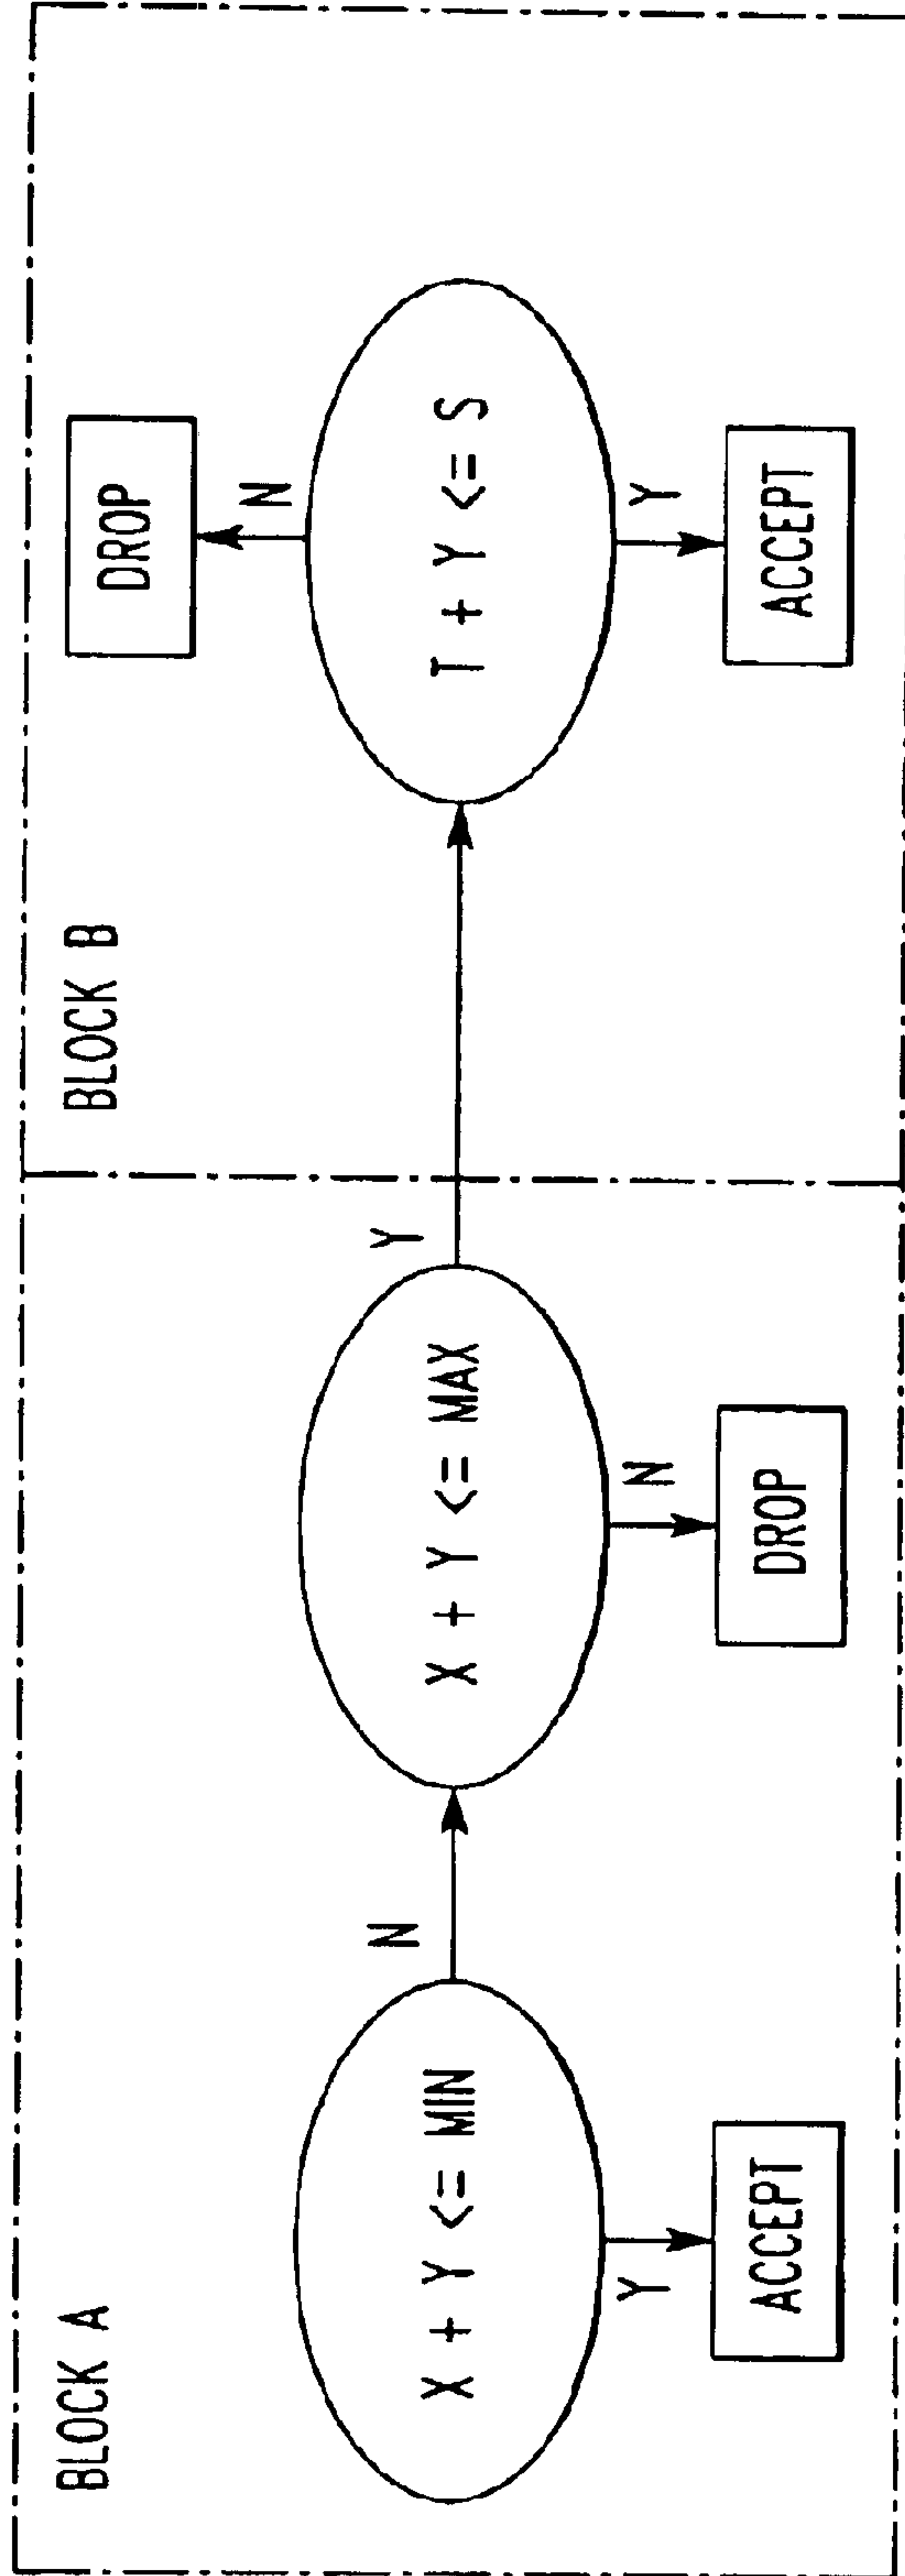 BLOCK A
X + Y <= MIN
Y
ACCEPT
N
X + Y <= MAX
N
DROP
Y
BLOCK B
T + Y <= S
N
DROP
Y
ACCEPT